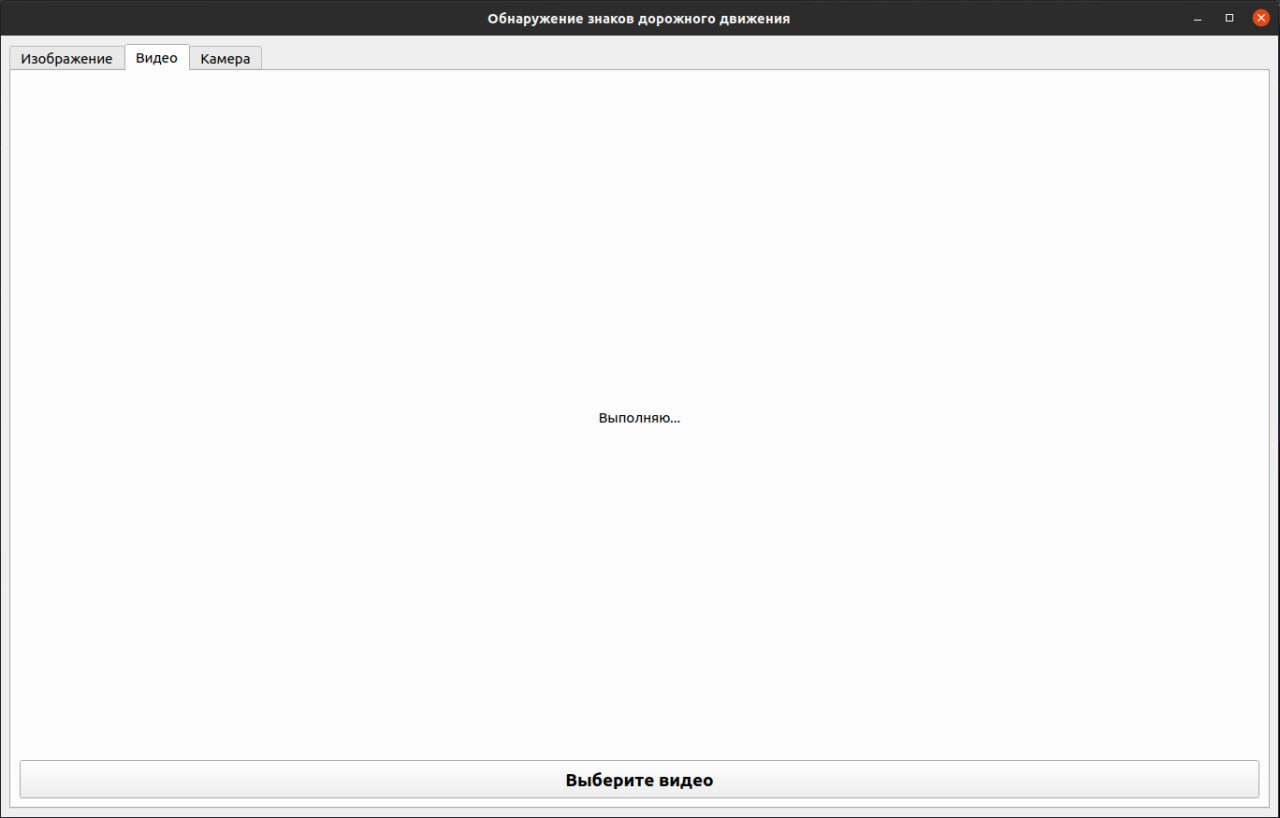 Обнаружение знаков дорожного движения
Изображение Видео Камера
Выполняю...
Выберите видео